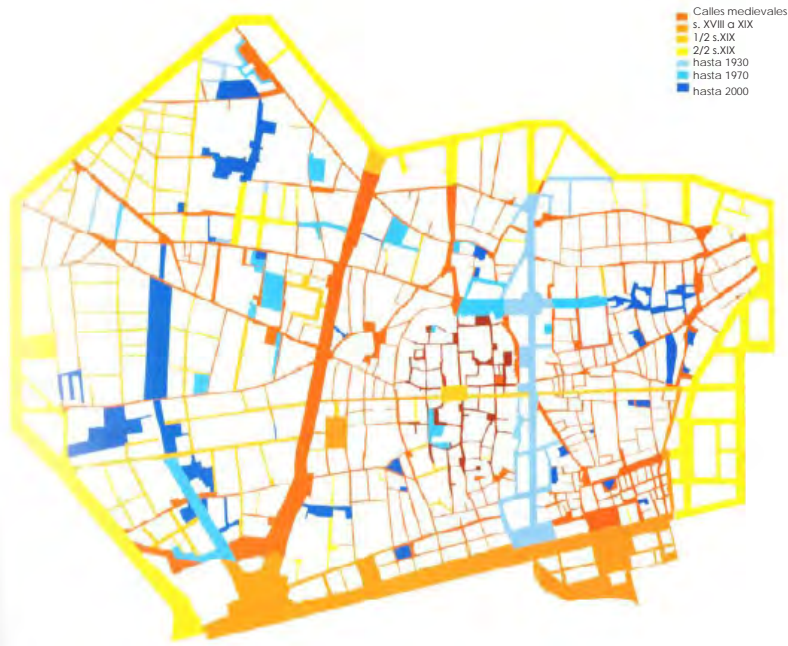 Calles medievales
s. XVIII a XIX
1/2 s.XIX
2/2 s.XIX
hasta 1930
hasta 1970
hasta 2000